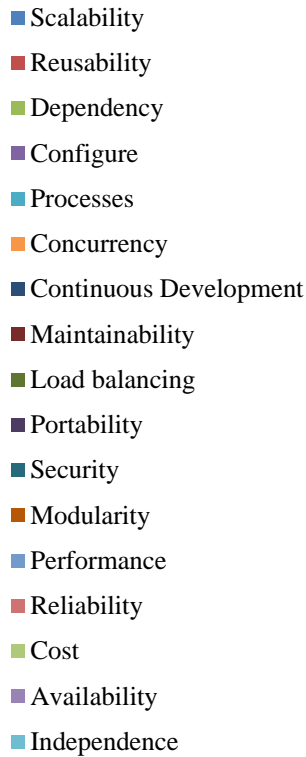 Scalability
Reusability
Dependency
Configure
Processes
Concurrency
Continuous Development
Maintainability
Load balancing
Portability
Security
Modularity
Performance
Reliability
Cost
Availability
Independence